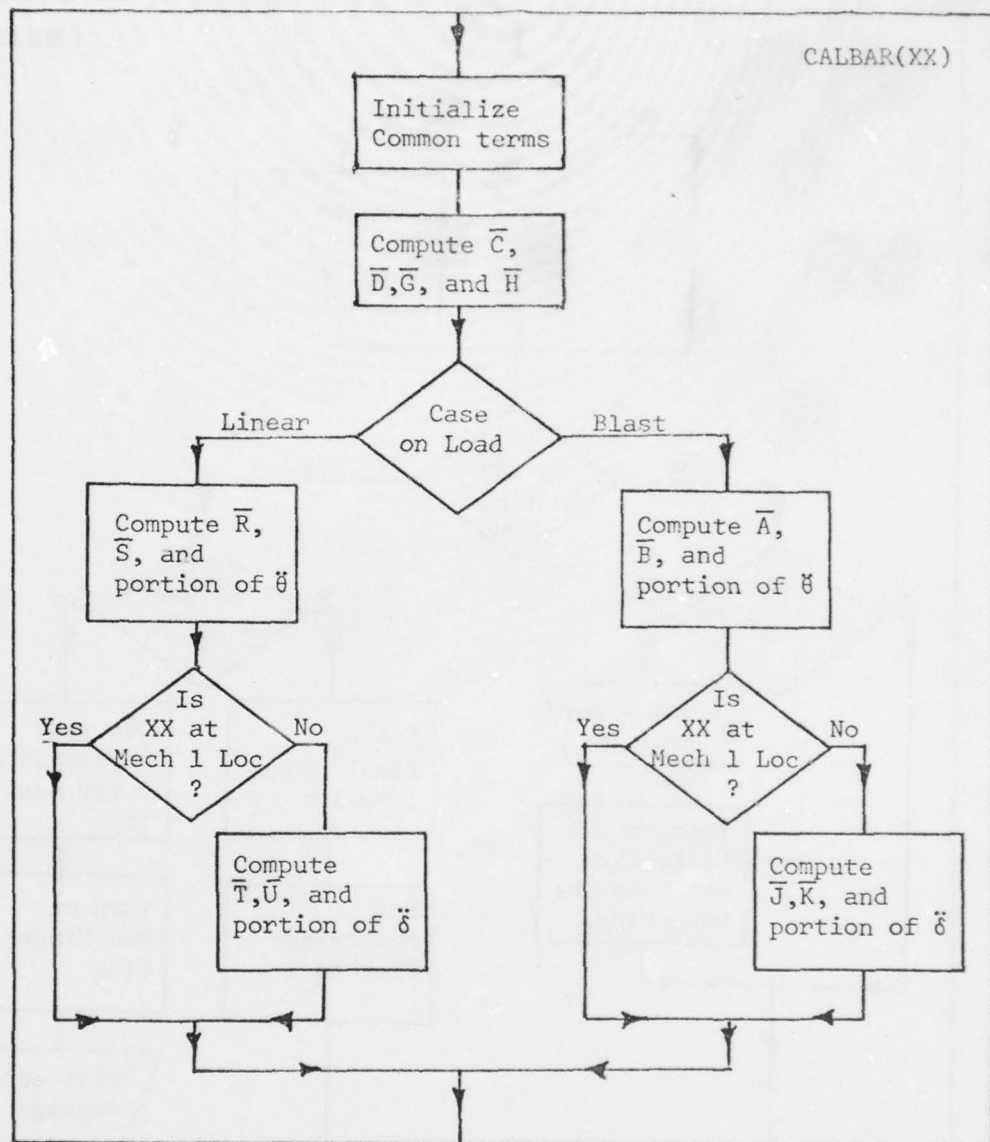 CALBAR(XX)
Initialize
Common terms
Compute C̅,
D̅,G̅, and H̅
Case
on Load
Linear
Blast
Compute R̅,
S̅, and
portion of θ̈
Compute A̅,
B̅, and
portion of θ̈
Is
XX at
Mech 1 Loc
?
Yes
No
Is
XX at
Mech 1 Loc
?
Yes
No
Compute
T̅,U̅, and
portion of δ̈
Compute
J̅,K̅, and
portion of δ̈